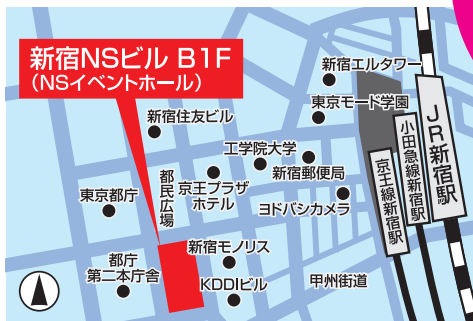 新宿NSビル B1F
（NSイベントホール）
新宿エルタワー
東京モード学園
新宿住友ビル
工学院大学
新宿郵便局
都民広場
京王プラザ
ホテル
ヨドバシカメラ
東京都庁
新宿モノリス
都庁
第二本庁舎
KDDIビル
甲州街道
京王線新宿駅
小田急線新宿駅
JR新宿駅